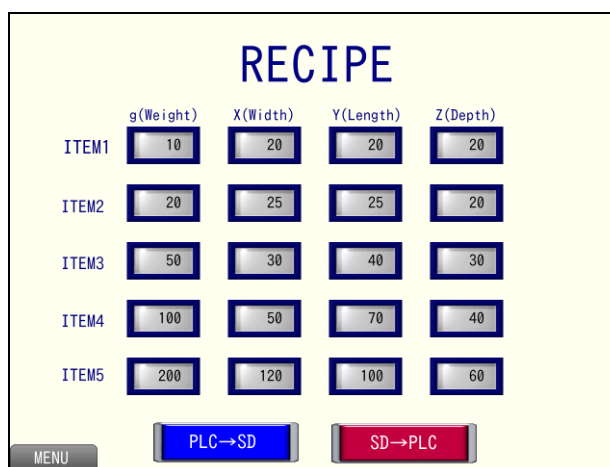 RECIPE
g(Weight) X(Width) Y(Length) Z(Depth)
ITEM1 10 20 20 20
ITEM2 20 25 25 20
ITEM3 50 30 40 30
ITEM4 100 50 70 40
ITEM5 200 120 100 60
PLC→SD SD→PLC
MENU